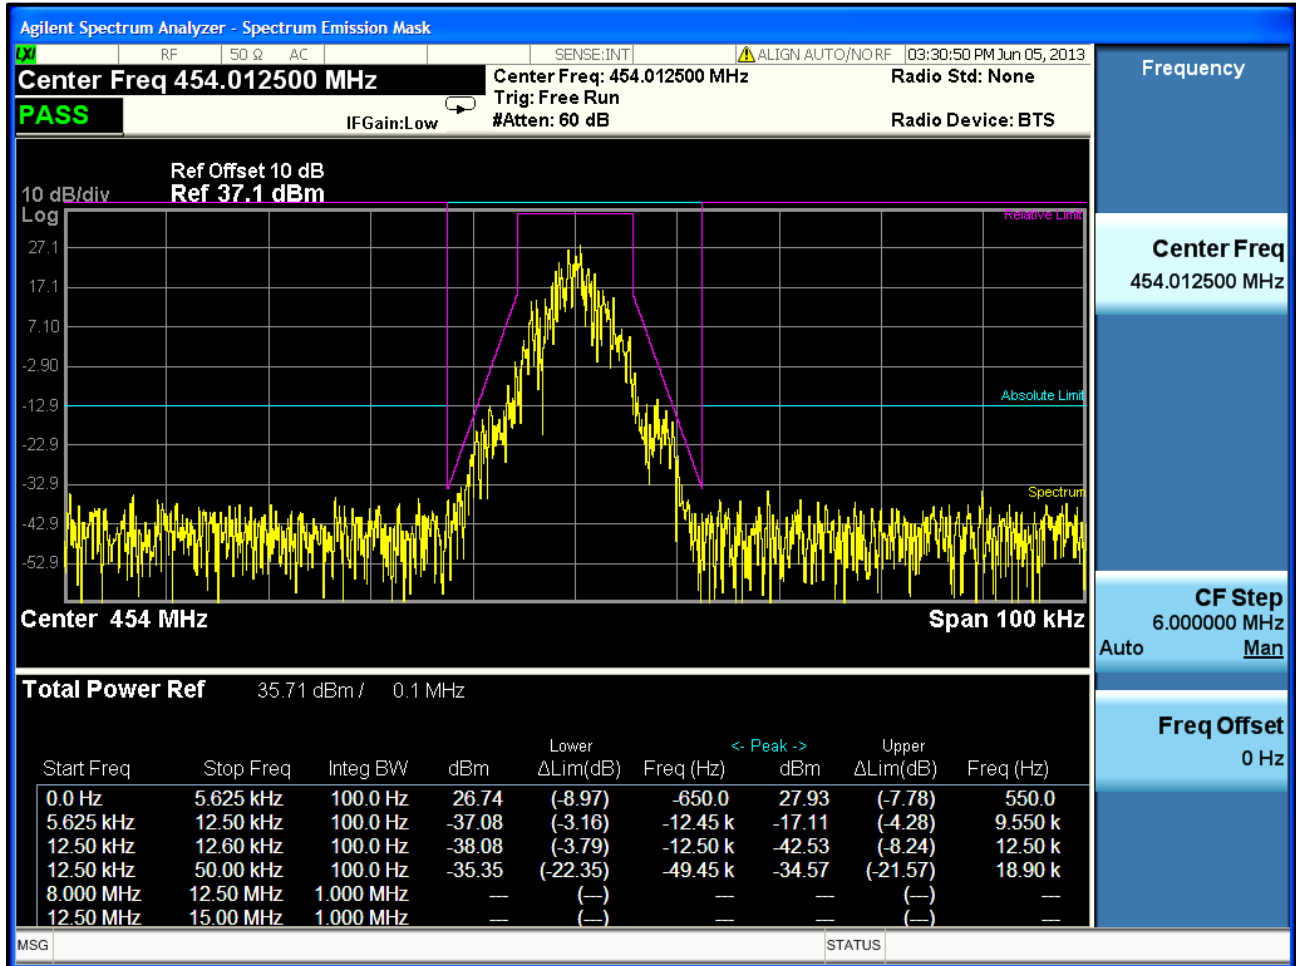 Agilent Spectrum Analyzer - Spectrum Emission Mask
LXI RF 50 Ω AC SENSE:INT ALIGN AUTO/NO RF 03:30:50 PM Jun 05, 2013
Center Freq 454.012500 MHz
Center Freq: 454.012500 MHz
Radio Std: None
Trig: Free Run
PASS
IFGain:Low
#Atten: 60 dB
Radio Device: BTS
Ref Offset 10 dB
10 dB/div Ref 37.1 dBm
Log
Relative Limit
27.1
17.1
7.10
-2.90
Absolute Limit
-12.9
-22.9
-32.9
Spectrum
-42.9
-52.9
Center 454 MHz Span 100 kHz
Total Power Ref 35.71 dBm / 0.1 MHz
Lower <- Peak -> Upper
Start Freq Stop Freq Integ BW dBm ΔLim(dB) Freq (Hz) dBm ΔLim(dB) Freq (Hz)
0.0 Hz 5.625 kHz 100.0 Hz 26.74 (-8.97) -650.0 27.93 (-7.78) 550.0
5.625 kHz 12.50 kHz 100.0 Hz -37.08 (-3.16) -12.45 k -17.11 (-4.28) 9.550 k
12.50 kHz 12.60 kHz 100.0 Hz -38.08 (-3.79) -12.50 k -42.53 (-8.24) 12.50 k
12.50 kHz 50.00 kHz 100.0 Hz -35.35 (-22.35) -49.45 k -34.57 (-21.57) 18.90 k
8.000 MHz 12.50 MHz 1.000 MHz --- (---) --- --- (---) ---
12.50 MHz 15.00 MHz 1.000 MHz --- (---) --- --- (---) ---
MSG STATUS
Frequency
Center Freq
454.012500 MHz
CF Step
6.000000 MHz
Auto Man
Freq Offset
0 Hz